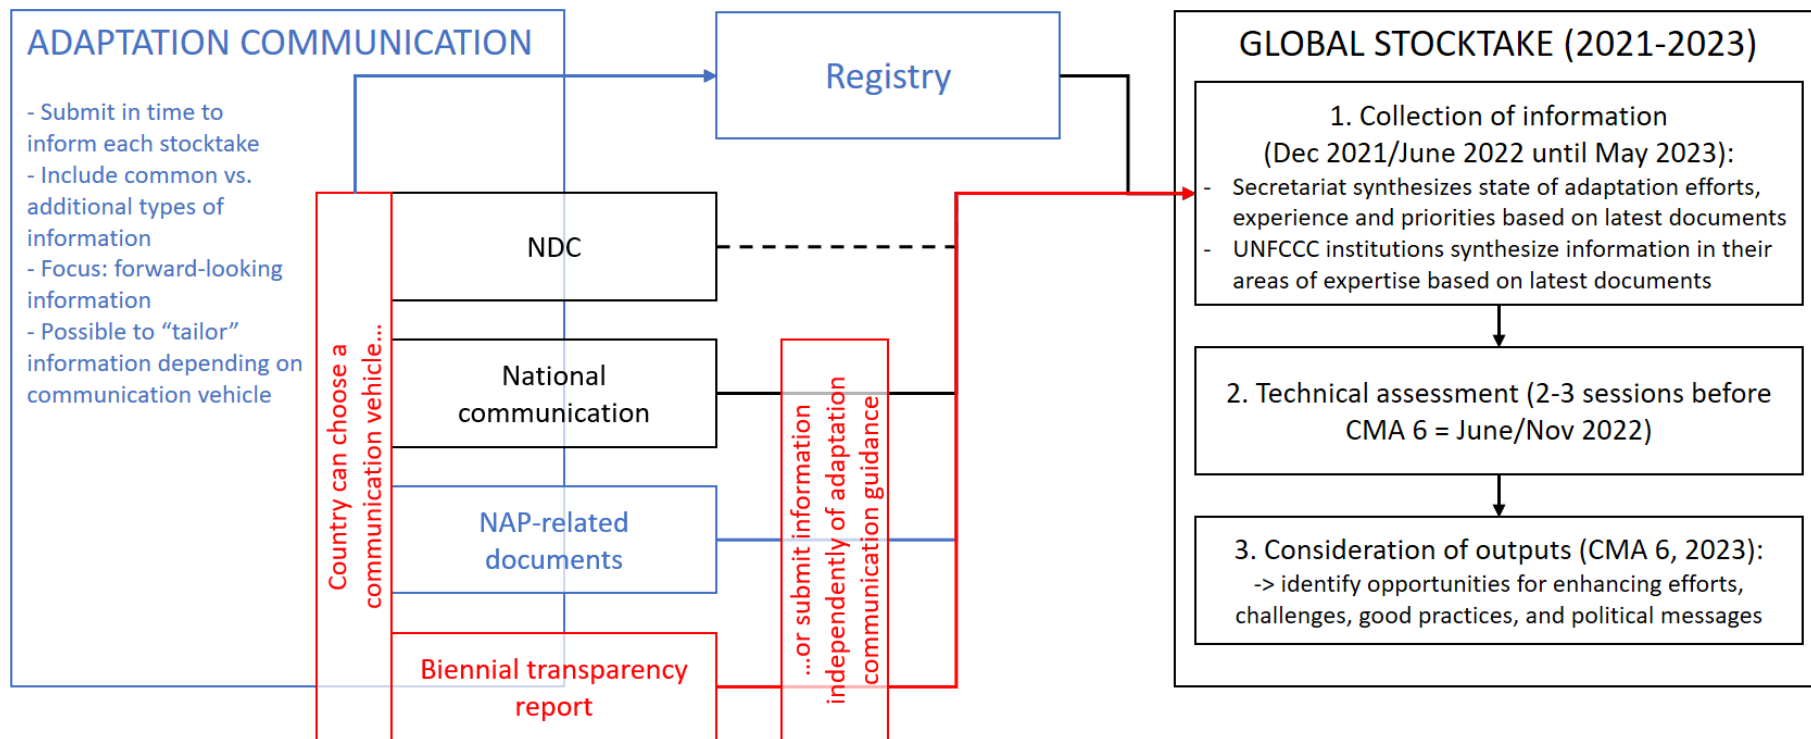 ADAPTATION COMMUNICATION
- Submit in time to
inform each stocktake
- Include common vs.
additional types of
information
- Focus: forward-looking
information
- Possible to “tailor”
information depending on
communication vehicle
Country can choose a
communication vehicle...
Registry
NDC
National
communication
NAP-related
documents
Biennial transparency
report
...or submit information
independently of adaptation
communication guidance
GLOBAL STOCKTAKE (2021-2023)
1. Collection of information
(Dec 2021/June 2022 until May 2023):
- Secretariat synthesizes state of adaptation efforts,
experience and priorities based on latest documents
- UNFCCC institutions synthesize information in their
areas of expertise based on latest documents
2. Technical assessment (2-3 sessions before
CMA 6 = June/Nov 2022)
3. Consideration of outputs (CMA 6, 2023):
-> identify opportunities for enhancing efforts,
challenges, good practices, and political messages